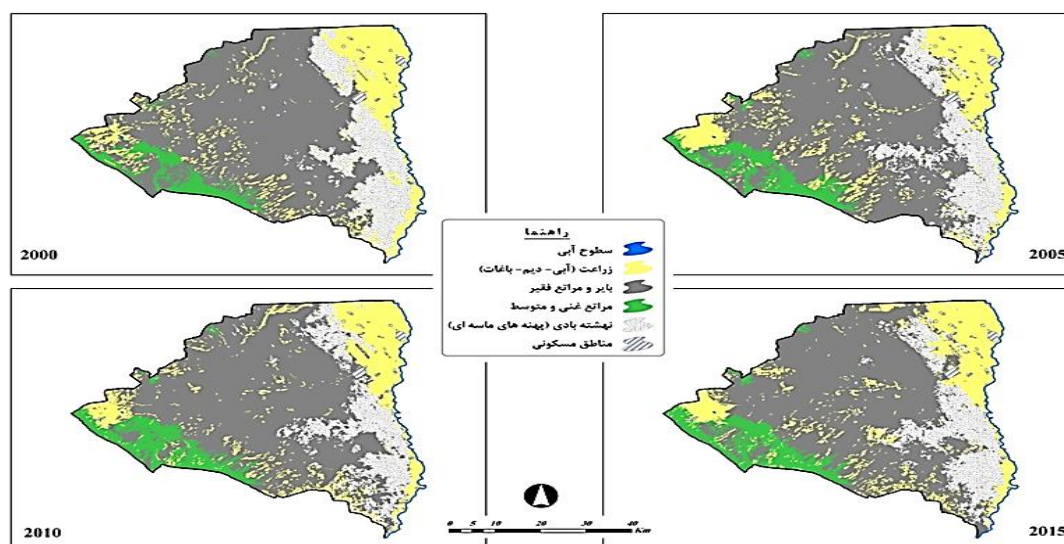 2000
2005
راهنما
سطوح آبی
زراعت (آبی- دیم- باغات)
بایر و مراتع فقیر
مراتع غنی و متوسط
نهشته بادی (پهنه های ماسه ای)
مناطق مسکونی
2010
0 5 10 20 30 40
Km
2015